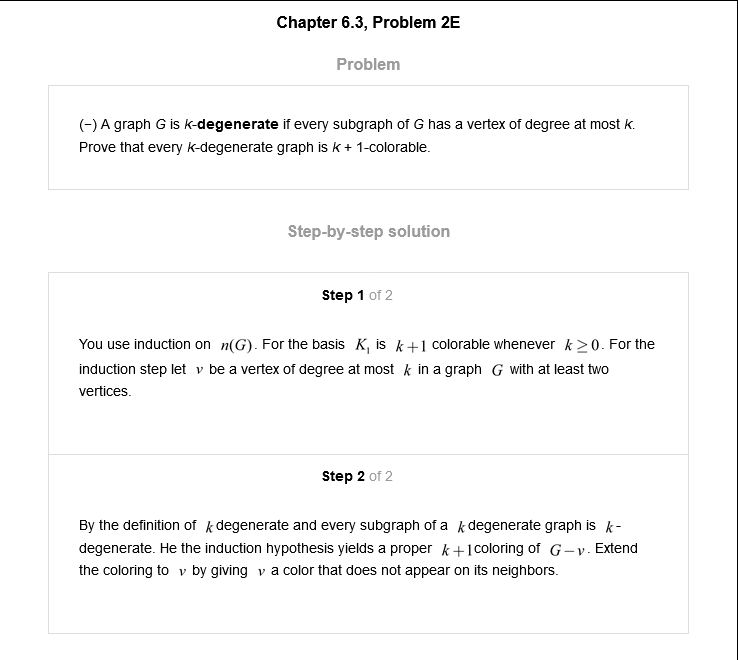 Chapter 6.3, Problem 2E
Problem
(–) A graph G is k-degenerate if every subgraph of G has a vertex of degree at most k.
Prove that every k-degenerate graph is k + 1-colorable.
Step-by-step solution
Step 1 of 2
You use induction on n(G). For the basis K₁ is k+1 colorable whenever k≥0. For the
induction step let v be a vertex of degree at most k in a graph G with at least two
vertices.
Step 2 of 2
By the definition of k degenerate and every subgraph of a k degenerate graph is k-
degenerate. He the induction hypothesis yields a proper k+1coloring of G−v. Extend
the coloring to v by giving v a color that does not appear on its neighbors.